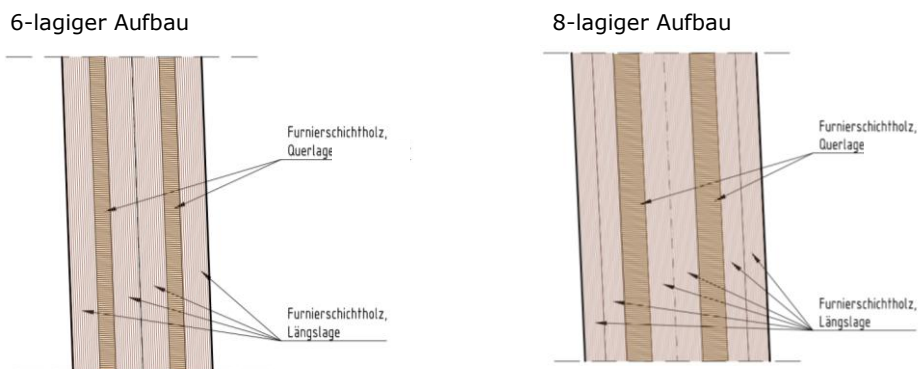 6-lagiger Aufbau
Furnierschichtholz,
Querlage
Furnierschichtholz,
Längslage
8-lagiger Aufbau
Furnierschichtholz,
Querlage
Furnierschichtholz,
Längslage